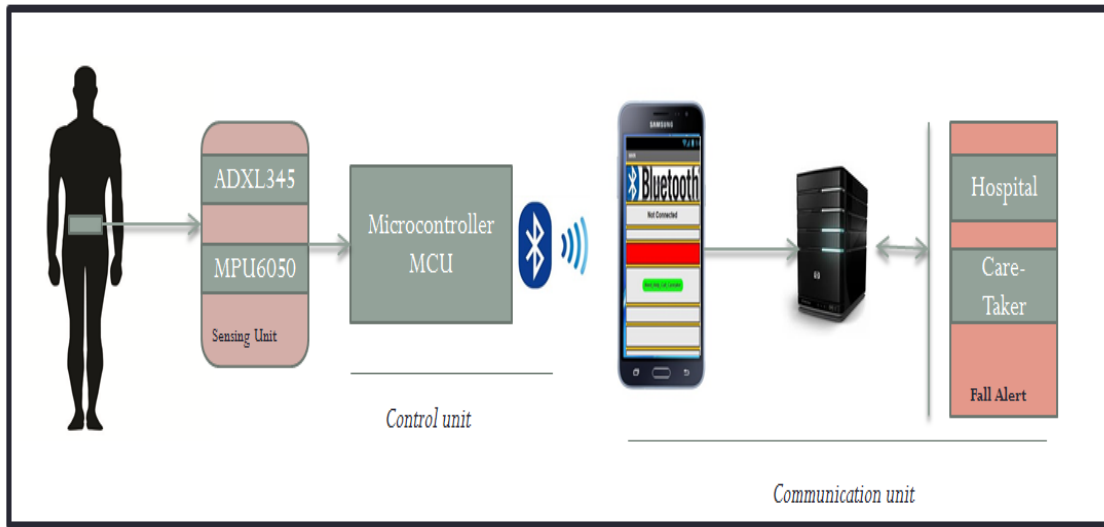 ADXL345
MPU6050
Sensing Unit
Microcontroller
MCU
Control unit
SAMSUNG
Bluetooth
Not Connected
hp
Hospital
Care-
Taker
Fall Alert
Communication unit